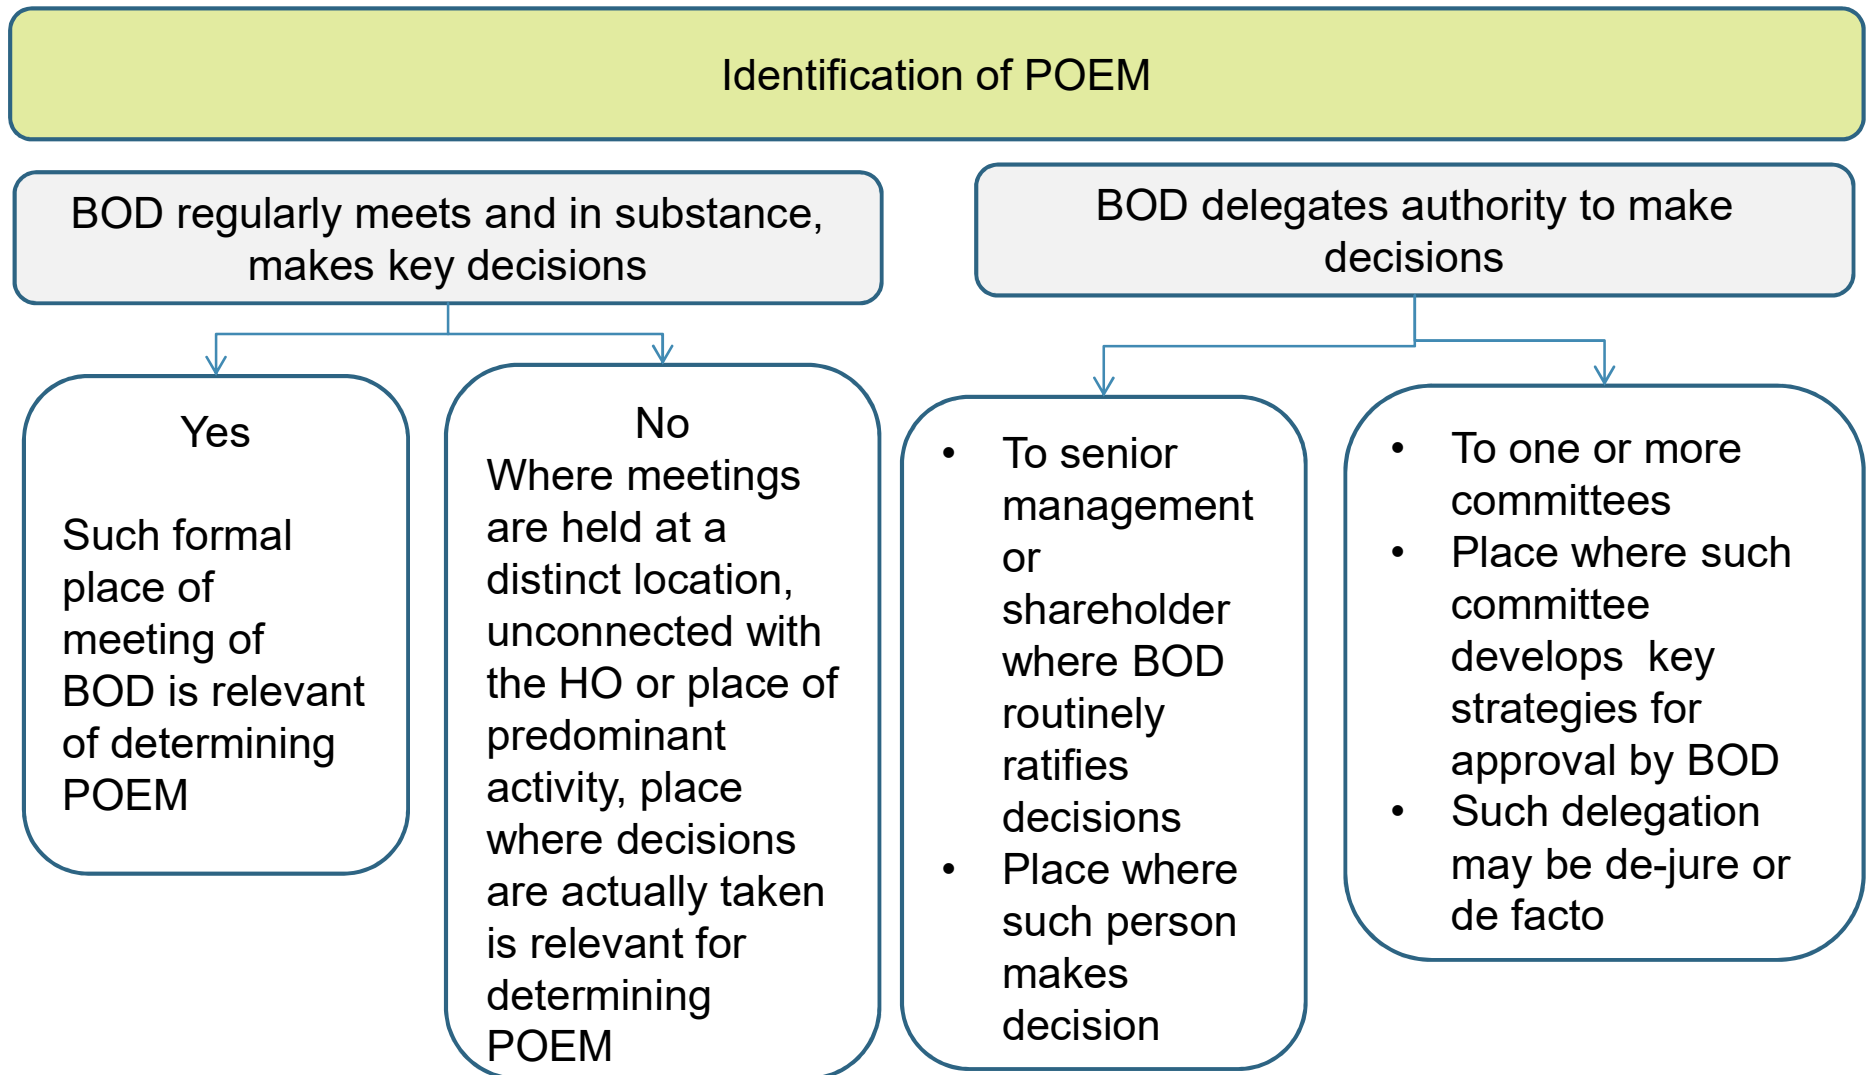 Identification of POEM
BOD regularly meets and in substance,
makes key decisions
BOD delegates authority to make
decisions
Yes
Such formal
place of
meeting of
BOD is relevant
of determining
POEM
No
Where meetings
are held at a
distinct location,
unconnected with
the HO or place of
predominant
activity, place
where decisions
are actually taken
is relevant for
determining
POEM
• To senior
management
or
shareholder
where BOD
routinely
ratifies
decisions
• Place where
such person
makes
decision
• To one or more
committees
• Place where such
committee
develops key
strategies for
approval by BOD
• Such delegation
may be de-jure or
de facto